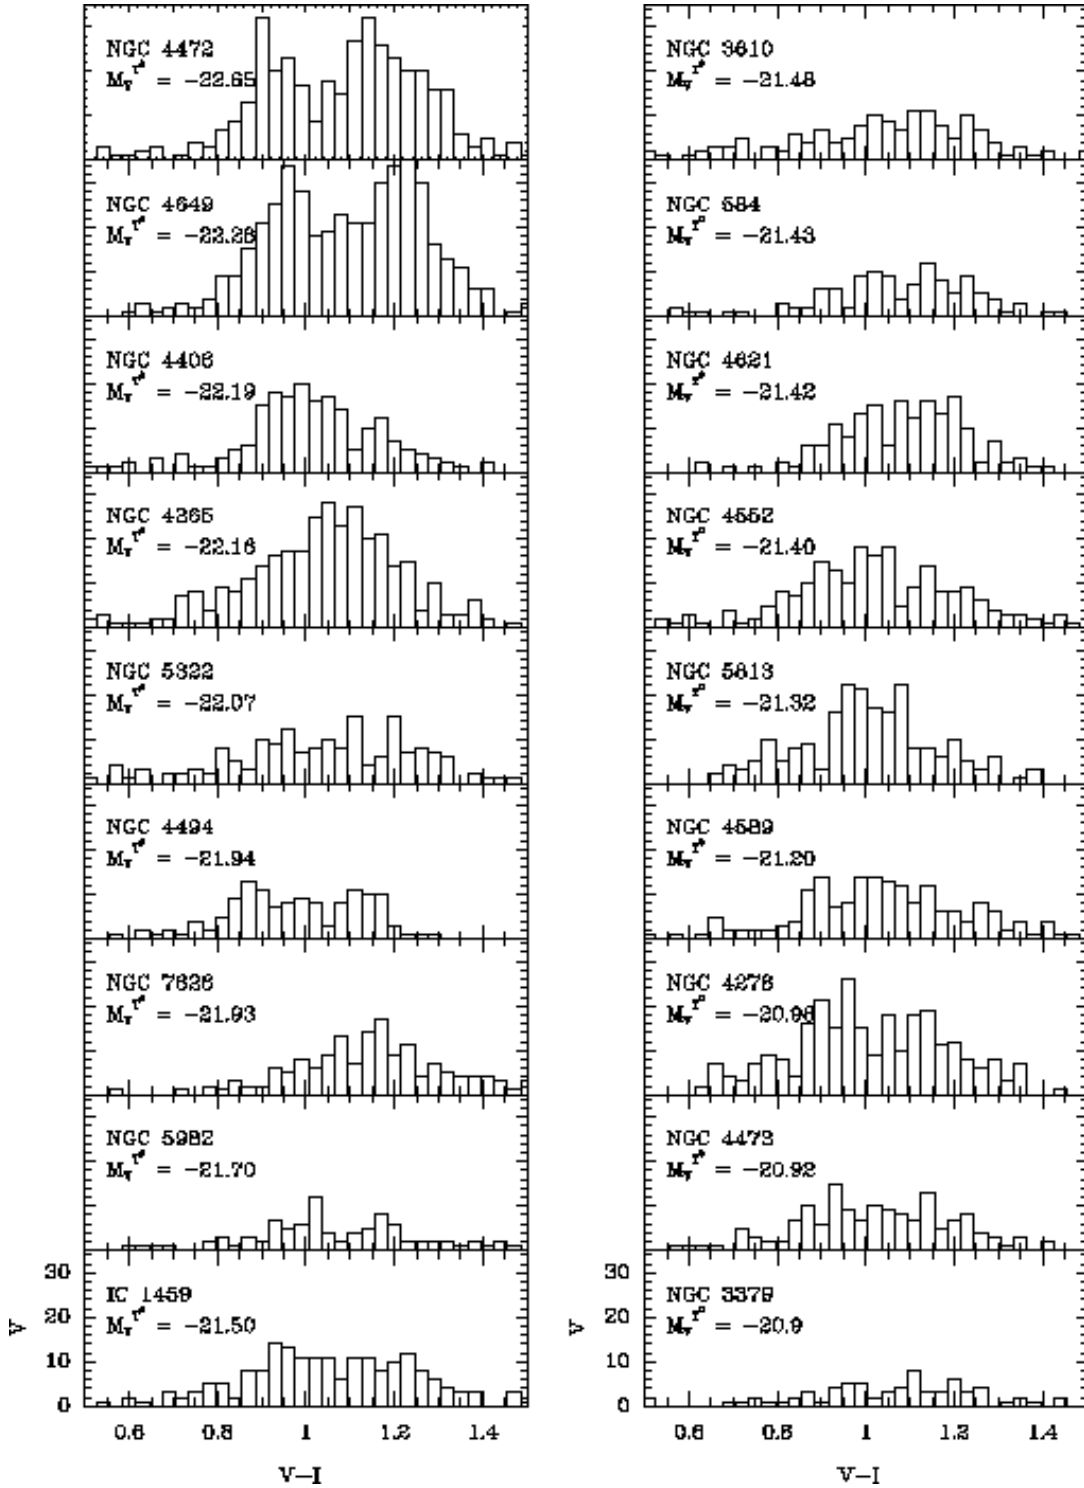 NGC 4472
M_V^T° = −22.65
NGC 4649
M_V^T° = −22.26
NGC 4406
M_V^T° = −22.19
NGC 4365
M_V^T° = −22.16
NGC 5322
M_V^T° = −22.07
NGC 4494
M_V^T° = −21.94
NGC 7626
M_V^T° = −21.93
NGC 5982
M_V^T° = −21.70
IC 1459
M_V^T° = −21.50
30
20
10
0
N
0.6 0.8 1 1.2 1.4
V−I
NGC 3610
M_V^T° = −21.48
NGC 584
M_V^T° = −21.43
NGC 4621
M_V^T° = −21.42
NGC 4552
M_V^T° = −21.40
NGC 5813
M_V^T° = −21.32
NGC 4589
M_V^T° = −21.20
NGC 4278
M_V^T° = −20.96
NGC 4473
M_V^T° = −20.92
NGC 3379
M_V^T° = −20.9
30
20
10
0
N
0.6 0.8 1 1.2 1.4
V−I